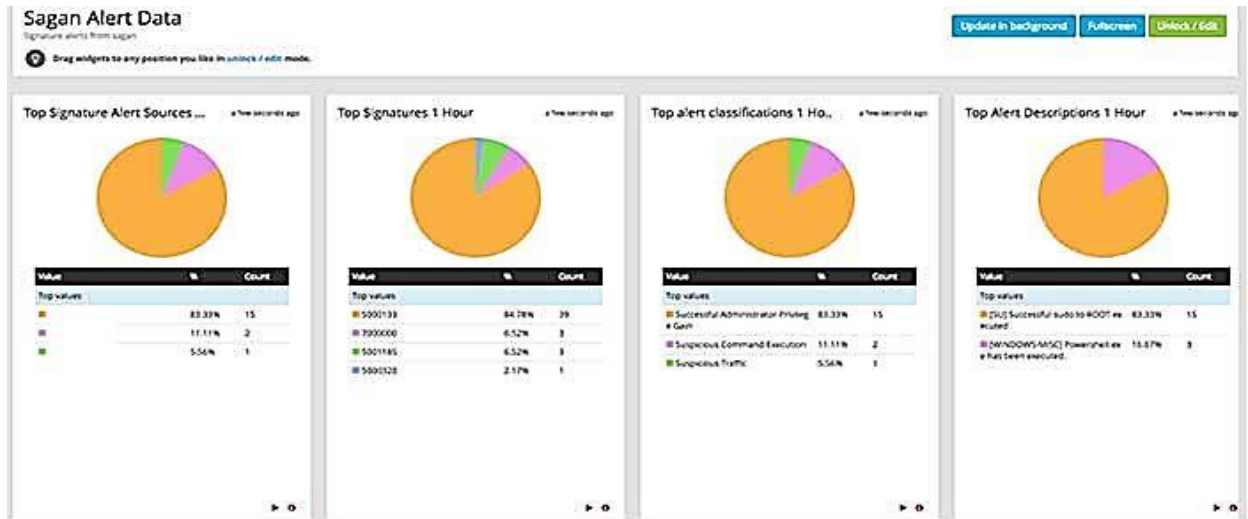 Sagan Alert Data
Signature alerts from sagan
Update in background Fullscreen Unlock / Edit
Drag widgets to any position you like in unlock / edit mode.
Top Signature Alert Sources ... a few seconds ago
Value % Count
Top values
83.33% 15
11.11% 2
5.56% 1
Top Signatures 1 Hour a few seconds ago
Value % Count
Top values
84.78% 39
7000000 6.52% 3
5001185 6.52% 3
2.17% 1
Top alert classifications 1 Ho... a few seconds ago
Value % Count
Top values
Successful Administrator Privileg 83.33% 15
e Gain
Suspicious Command Execution 11.11% 2
Suspicious Traffic 5.56% 1
Top Alert Descriptions 1 Hour a few seconds ago
Value % Count
Top values
[SU] Successful sudo to ROOT ex 83.33% 15
ecuted
[WINDOWS-MISC] Powershell.ex 16.67% 3
e has been executed.